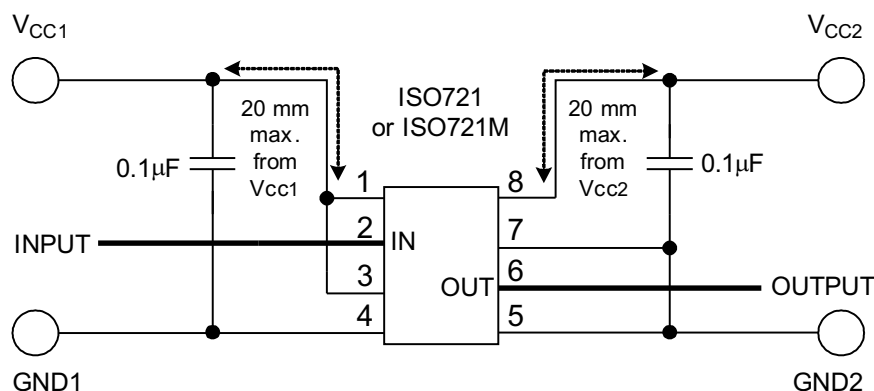 VCC1
VCC2
ISO721
or ISO721M
20 mm
max.
from
Vcc1
20 mm
max.
from
Vcc2
0.1µF
0.1µF
1
8
2
7
INPUT
IN
3
6
OUT
OUTPUT
4
5
GND1
GND2